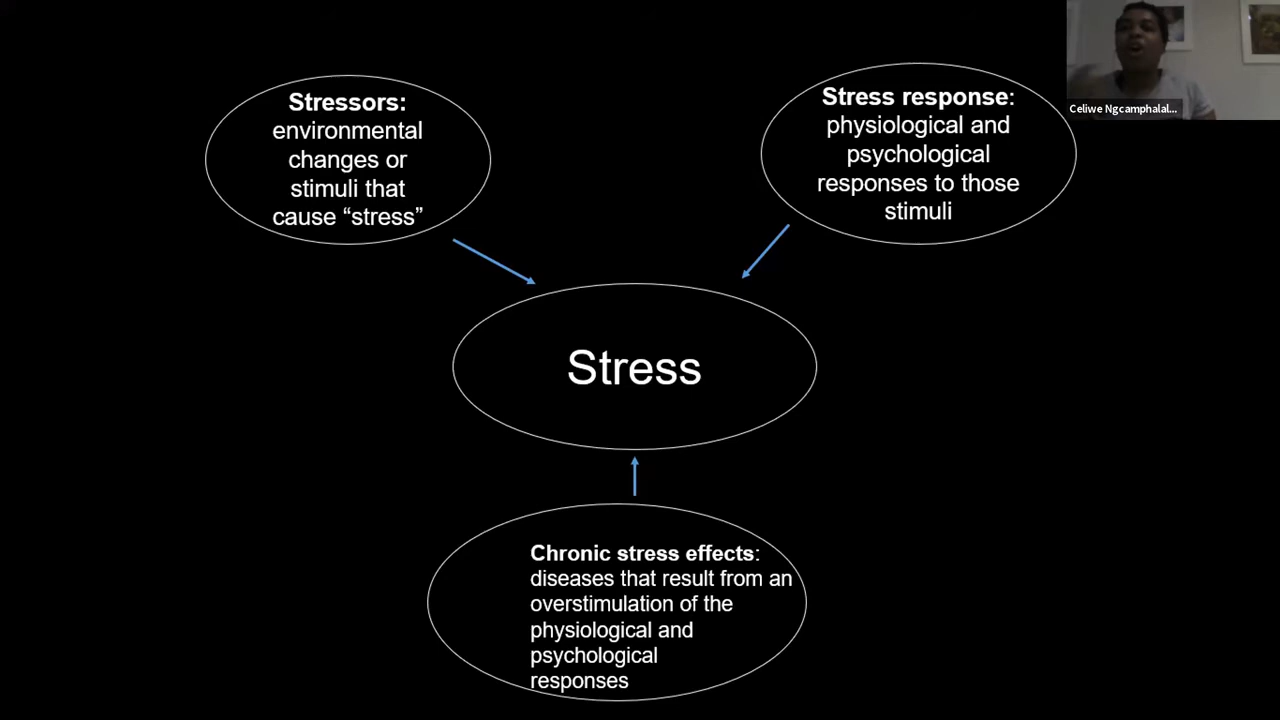 Stressors:
environmental
changes or
stimuli that
cause “stress”
Stress response:
physiological and
psychological
responses to those
stimuli
Celiwe Ngcamphalal...
Stress
Chronic stress effects:
diseases that result from an
overstimulation of the
physiological and
psychological
responses